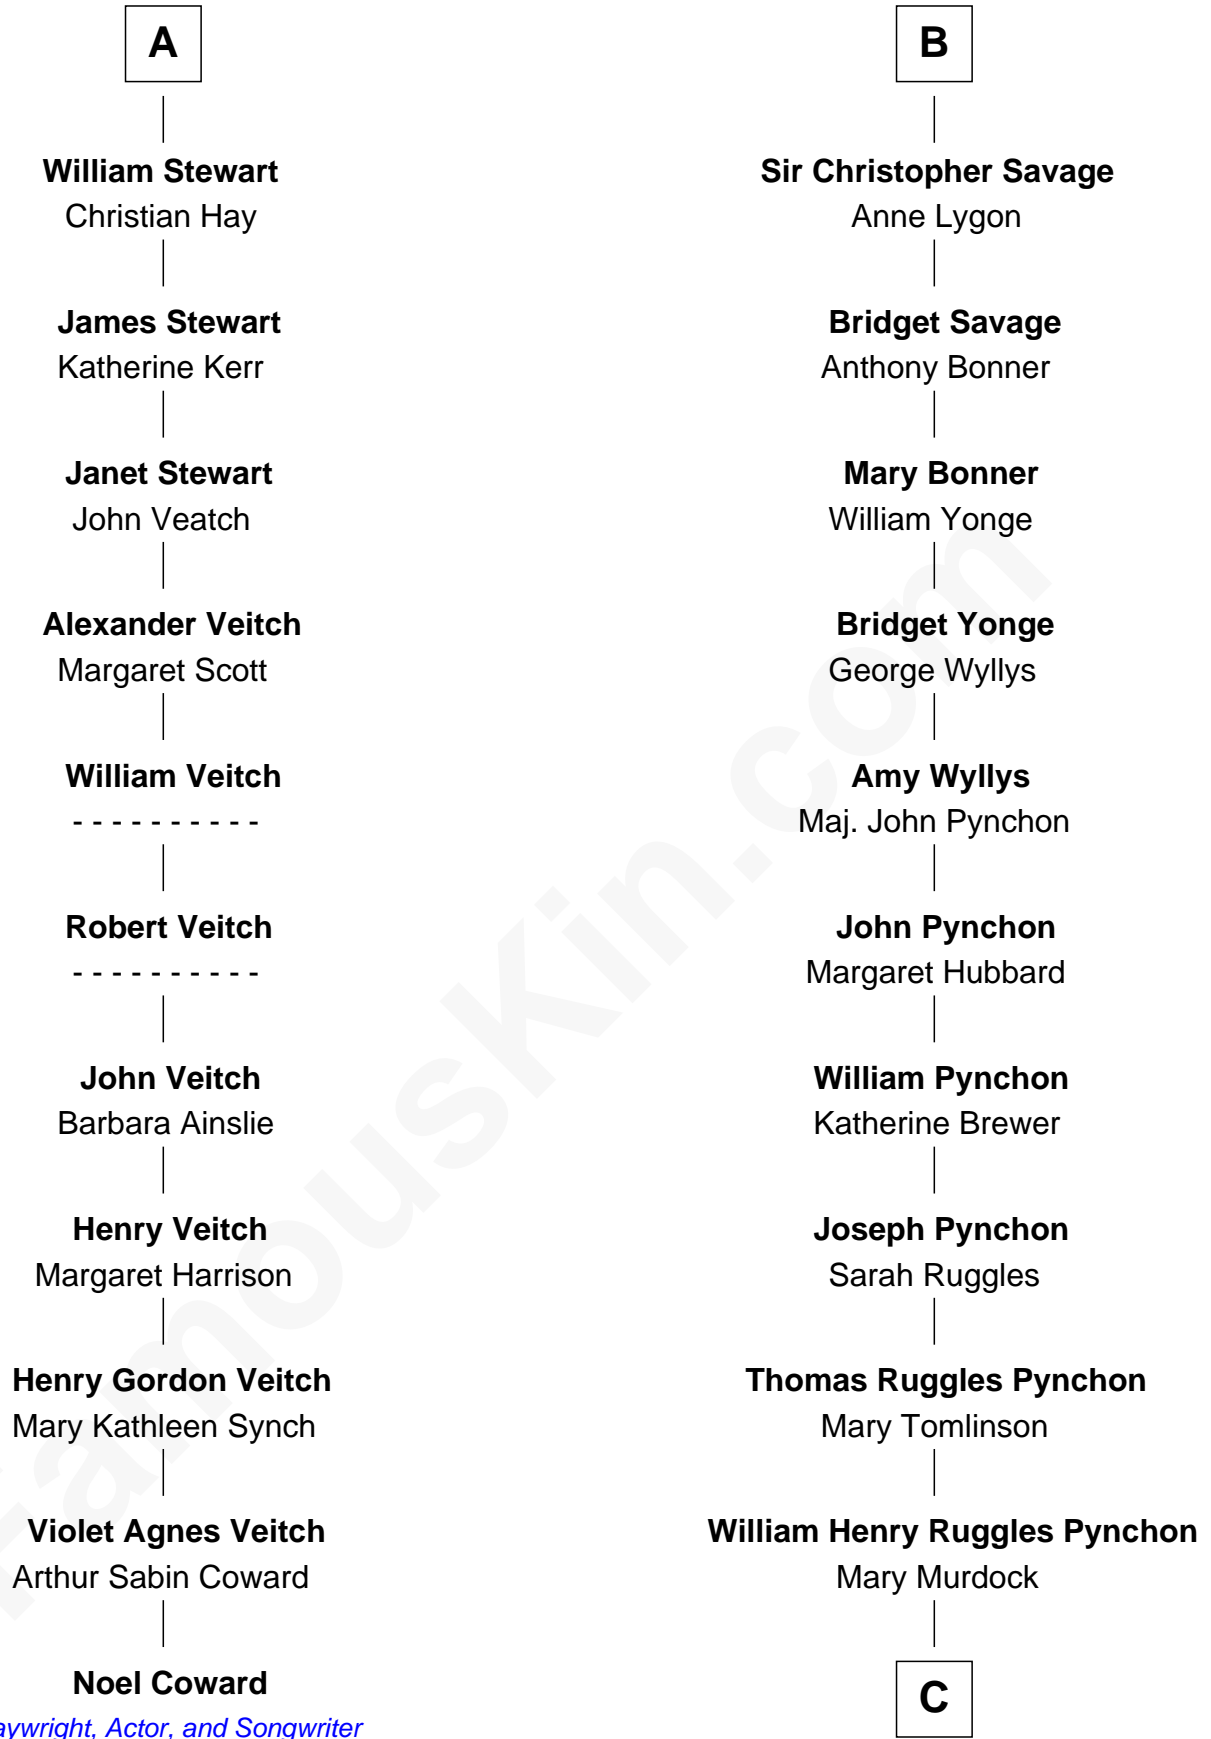 A
William Stewart
Christian Hay
James Stewart
Katherine Kerr
Janet Stewart
John Veatch
Alexander Veitch
Margaret Scott
William Veitch
- - - - - - - - - -
Robert Veitch
- - - - - - - - - -
John Veitch
Barbara Ainslie
Henry Veitch
Margaret Harrison
Henry Gordon Veitch
Mary Kathleen Synch
Violet Agnes Veitch
Arthur Sabin Coward
Noel Coward
aywright, Actor, and Songwriter
B
Sir Christopher Savage
Anne Lygon
Bridget Savage
Anthony Bonner
Mary Bonner
William Yonge
Bridget Yonge
George Wyllys
Amy Wyllys
Maj. John Pynchon
John Pynchon
Margaret Hubbard
William Pynchon
Katherine Brewer
Joseph Pynchon
Sarah Ruggles
Thomas Ruggles Pynchon
Mary Tomlinson
William Henry Ruggles Pynchon
Mary Murdock
C
FamousKin.com